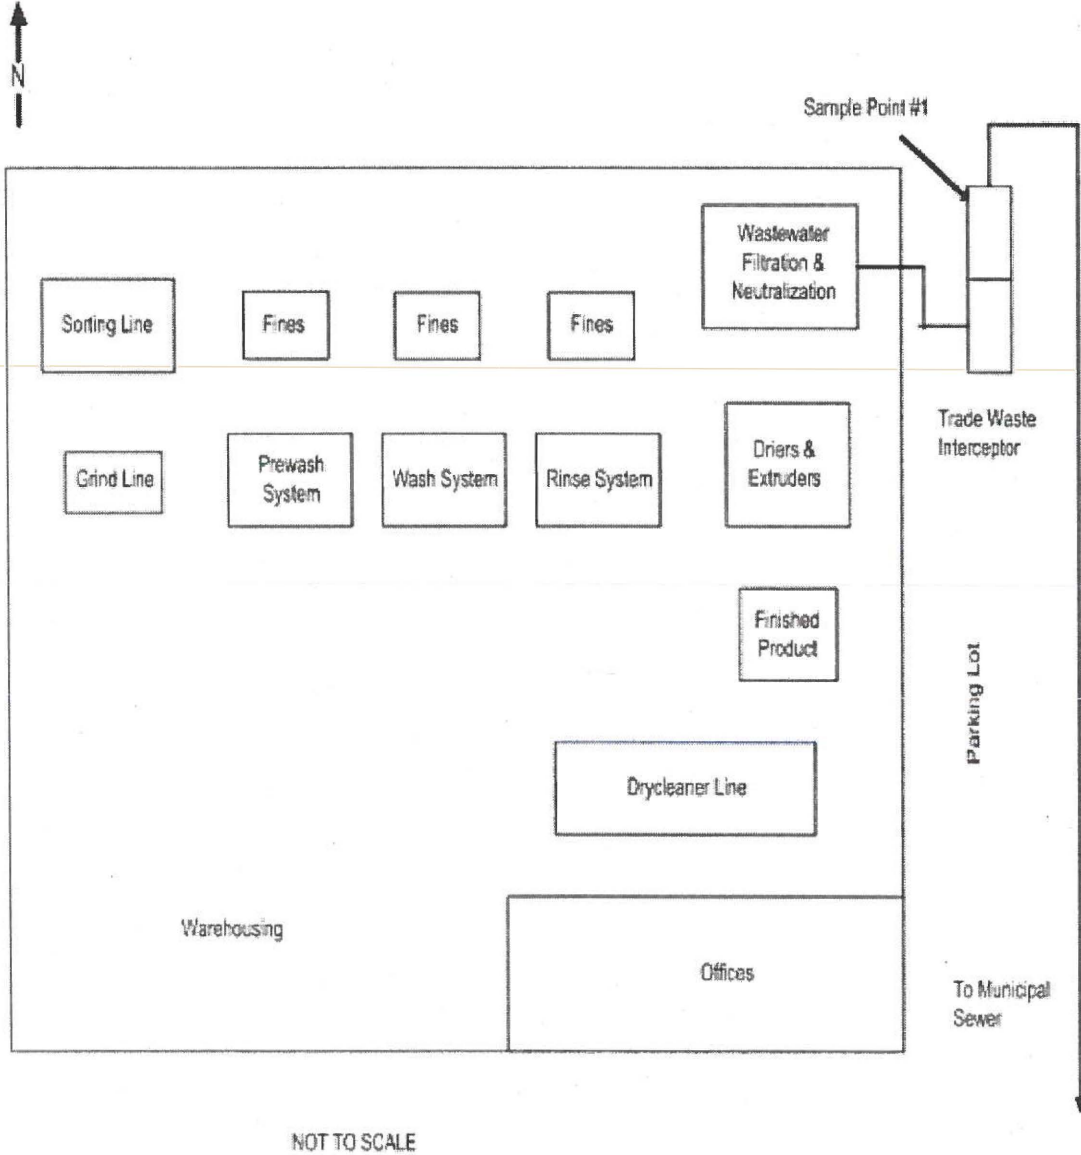 N
Sample Point #1
Wastewater
Filtration &
Neutralization
Sorting Line
Fines
Fines
Fines
Trade Waste
Interceptor
Grind Line
Prewash
System
Wash System
Rinse System
Driers &
Extruders
Finished
Product
Parking Lot
Drycleaner Line
Warehousing
Offices
To Municipal
Sewer
NOT TO SCALE